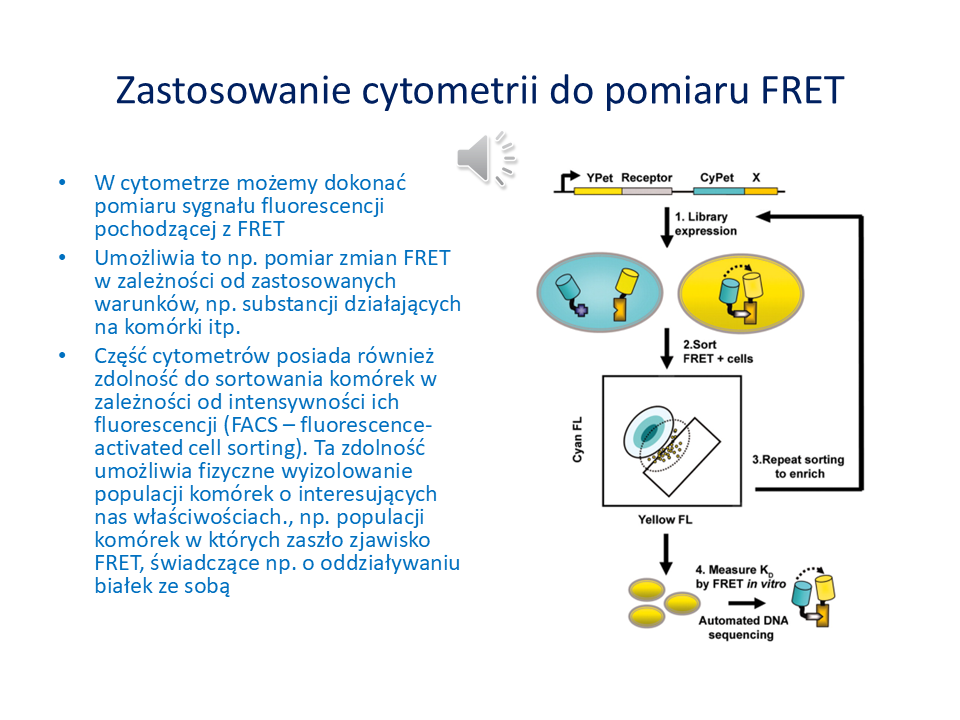 Zastosowanie cytometrii do pomiaru FRET
• W cytometrze możemy dokonać
pomiaru sygnału fluorescencji
pochodzącej z FRET
• Umożliwia to np. pomiar zmian FRET
w zależności od zastosowanych
warunków, np. substancji działających
na komórki itp.
• Część cytometrów posiada również
zdolność do sortowania komórek w
zależności od intensywności ich
fluorescencji (FACS – fluorescence-
activated cell sorting). Ta zdolność
umożliwia fizyczne wyizolowanie
populacji komórek o interesujących
nas właściwościach., np. populacji
komórek w których zaszło zjawisko
FRET, świadczące np. o oddziaływaniu
białek ze sobą
YPet Receptor CyPet X
1. Library
expression
2.Sort
FRET + cells
Cyan FL
3.Repeat sorting
to enrich
Yellow FL
4. Measure KD
by FRET in vitro
Automated DNA
sequencing